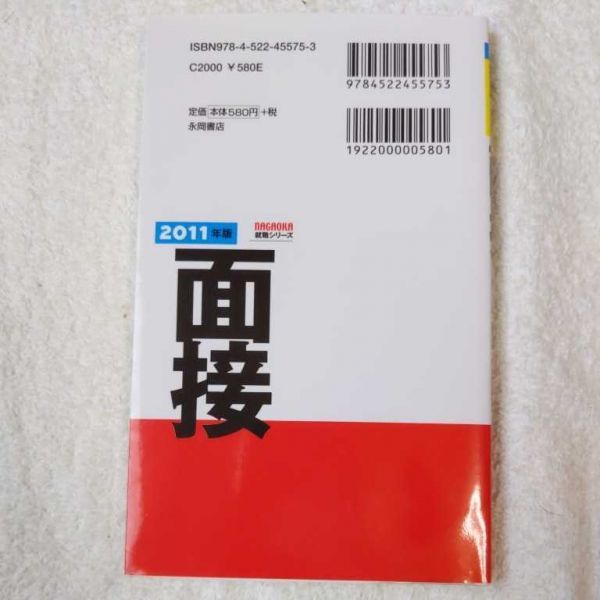 ISBN978-4-522-45575-3
C2000 ¥580E
9784522455753
定価 本体580円 +税
永岡書店
1922000005801
2011年版
NAGAOKA
就職シリーズ
面接